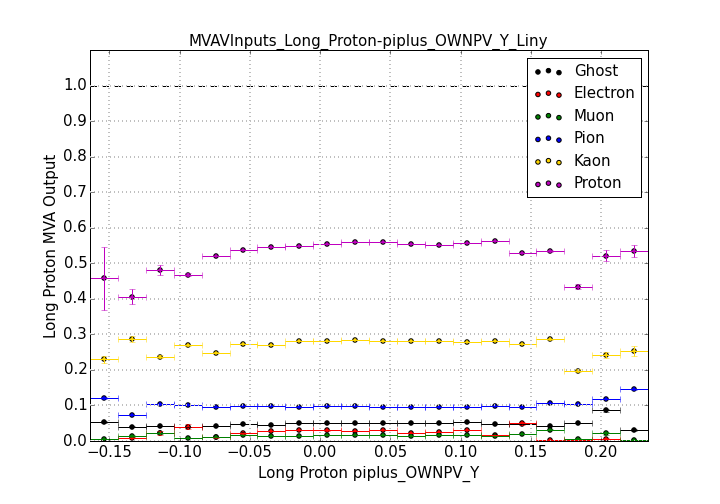 MVAVInputs_Long_Proton-piplus_OWNPV_Y_Liny
Long Proton MVA Output
1.0
0.9
0.8
0.7
0.6
0.5
0.4
0.3
0.2
0.1
0.0
Ghost
Electron
Muon
Pion
Kaon
Proton
−0.15 −0.10 −0.05 0.00 0.05 0.10 0.15 0.20
Long Proton piplus_OWNPV_Y